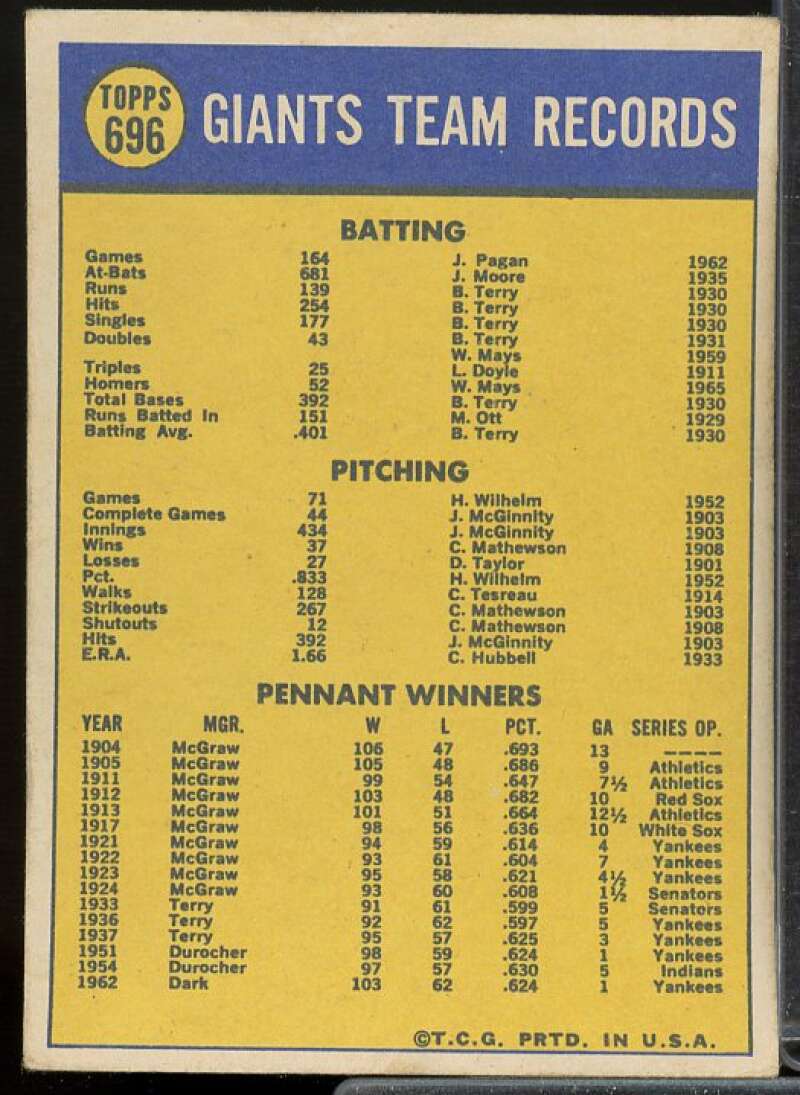 TOPPS
696
GIANTS TEAM RECORDS
BATTING
Games 164 J. Pagan 1962
At-Bats 681 J. Moore 1935
Runs 139 B. Terry 1930
Hits 254 B. Terry 1930
Singles 177 B. Terry 1930
Doubles 43 B. Terry 1931
W. Mays 1959
Triples 25 L. Doyle 1911
Homers 52 W. Mays 1965
Total Bases 392 B. Terry 1930
Runs Batted In 151 M. Ott 1929
Batting Avg. .401 B. Terry 1930
PITCHING
Games 71 H. Wilhelm 1952
Complete Games 44 J. McGinnity 1903
Innings 434 J. McGinnity 1903
Wins 37 C. Mathewson 1908
Losses 27 D. Taylor 1901
Pct. .833 H. Wilhelm 1952
Walks 128 C. Tesreau 1914
Strikeouts 267 C. Mathewson 1903
Shutouts 12 C. Mathewson 1908
Hits 392 J. McGinnity 1903
E.R.A. 1.66 C. Hubbell 1933
PENNANT WINNERS
YEAR MGR. W L PCT. GA SERIES OP.
1904 McGraw 106 47 .693 13 ----
1905 McGraw 105 48 .686 9 Athletics
1911 McGraw 99 54 .647 7½ Athletics
1912 McGraw 103 48 .682 10 Red Sox
1913 McGraw 101 51 .664 12½ Athletics
1917 McGraw 98 56 .636 10 White Sox
1921 McGraw 94 59 .614 4 Yankees
1922 McGraw 93 61 .604 7 Yankees
1923 McGraw 95 58 .621 4½ Yankees
1924 McGraw 93 60 .608 1½ Senators
1933 Terry 91 61 .599 5 Senators
1936 Terry 92 62 .597 5 Yankees
1937 Terry 95 57 .625 3 Yankees
1951 Durocher 98 59 .624 1 Yankees
1954 Durocher 97 57 .630 5 Indians
1962 Dark 103 62 .624 1 Yankees
©T.C.G. PRTD. IN U.S.A.